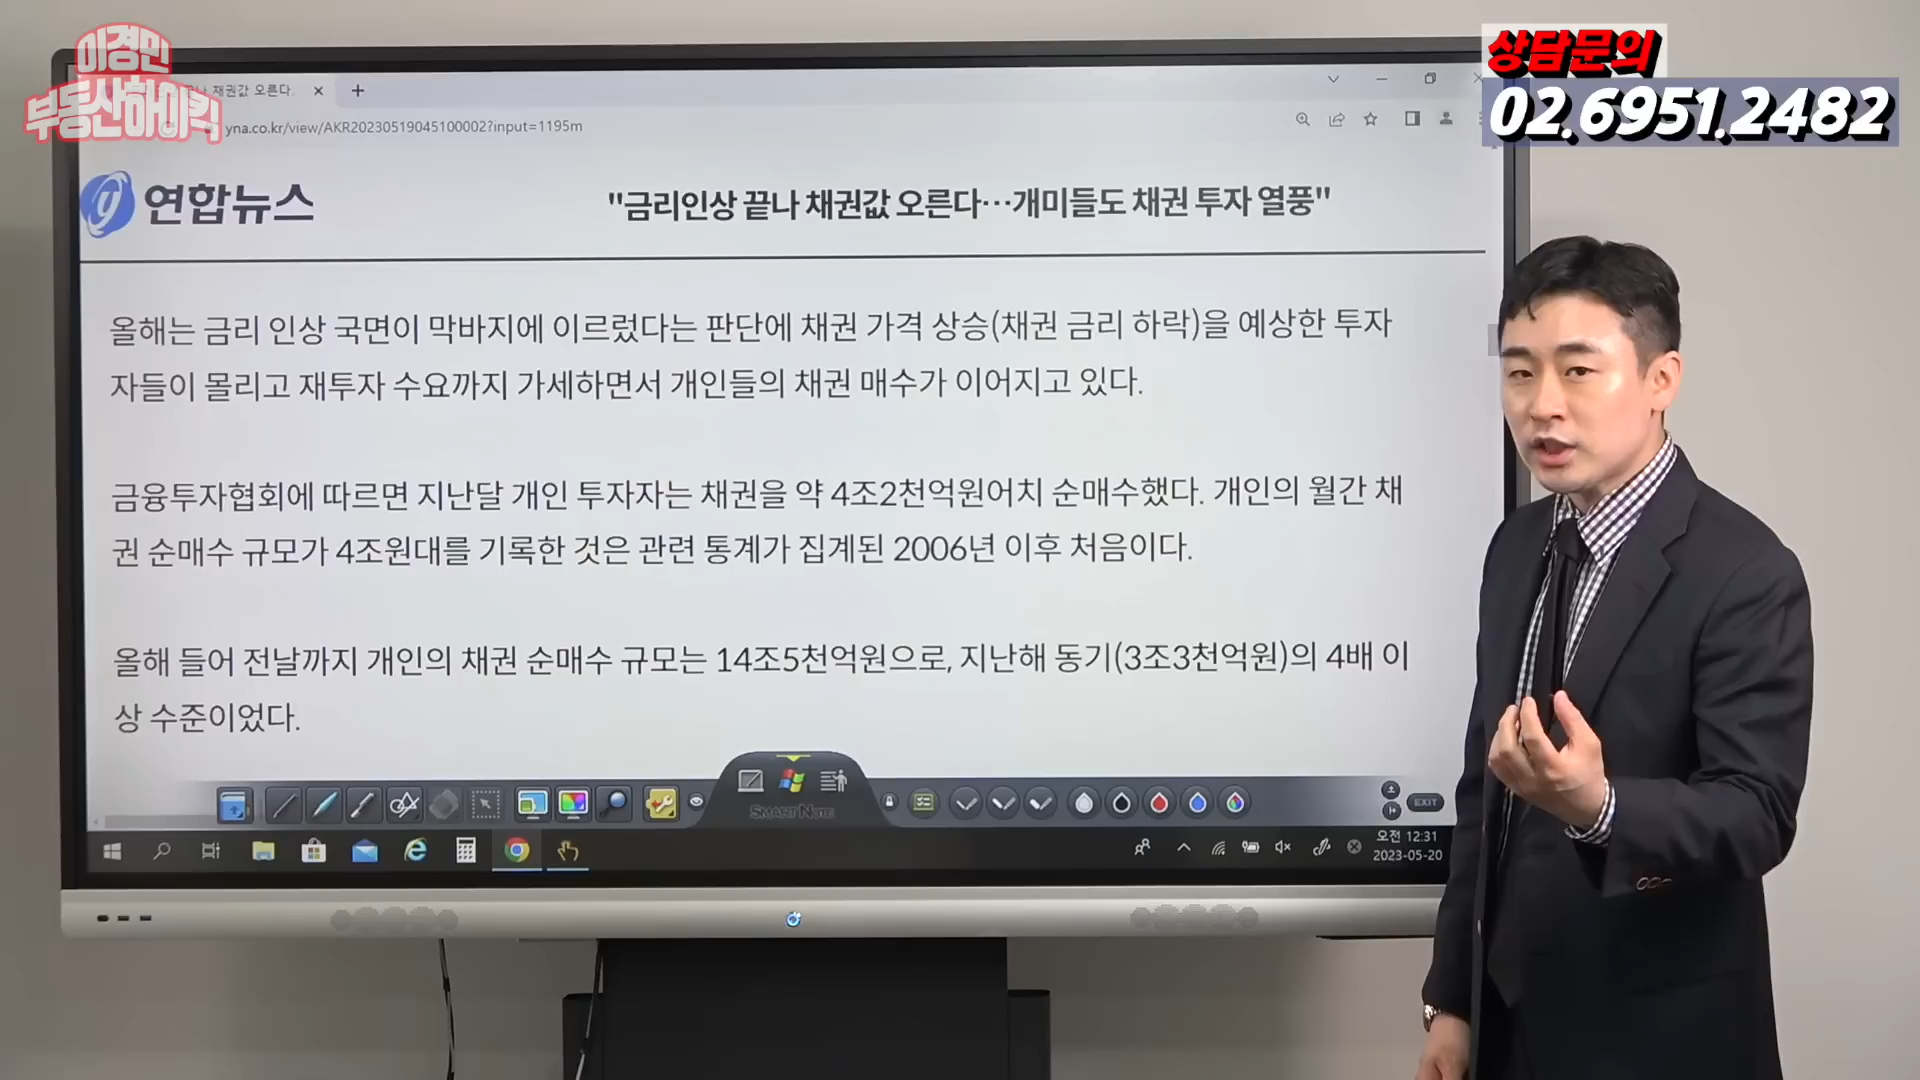 이경민
부동산하이킥
상담문의
02.6951.2482
채권값 오른다
yna.co.kr/view/AKR20230519045100002?input=1195m
연합뉴스
"금리인상 끝나 채권값 오른다…개미들도 채권 투자 열풍"
올해는 금리 인상 국면이 막바지에 이르렀다는 판단에 채권 가격 상승(채권 금리 하락)을 예상한 투자
자들이 몰리고 재투자 수요까지 가세하면서 개인들의 채권 매수가 이어지고 있다.
금융투자협회에 따르면 지난달 개인 투자자는 채권을 약 4조2천억원어치 순매수했다. 개인의 월간 채
권 순매수 규모가 4조원대를 기록한 것은 관련 통계가 집계된 2006년 이후 처음이다.
올해 들어 전날까지 개인의 채권 순매수 규모는 14조5천억원으로, 지난해 동기(3조3천억원)의 4배 이
상 수준이었다.
SMART NOTE
EXIT
오전 12:31
2023-05-20